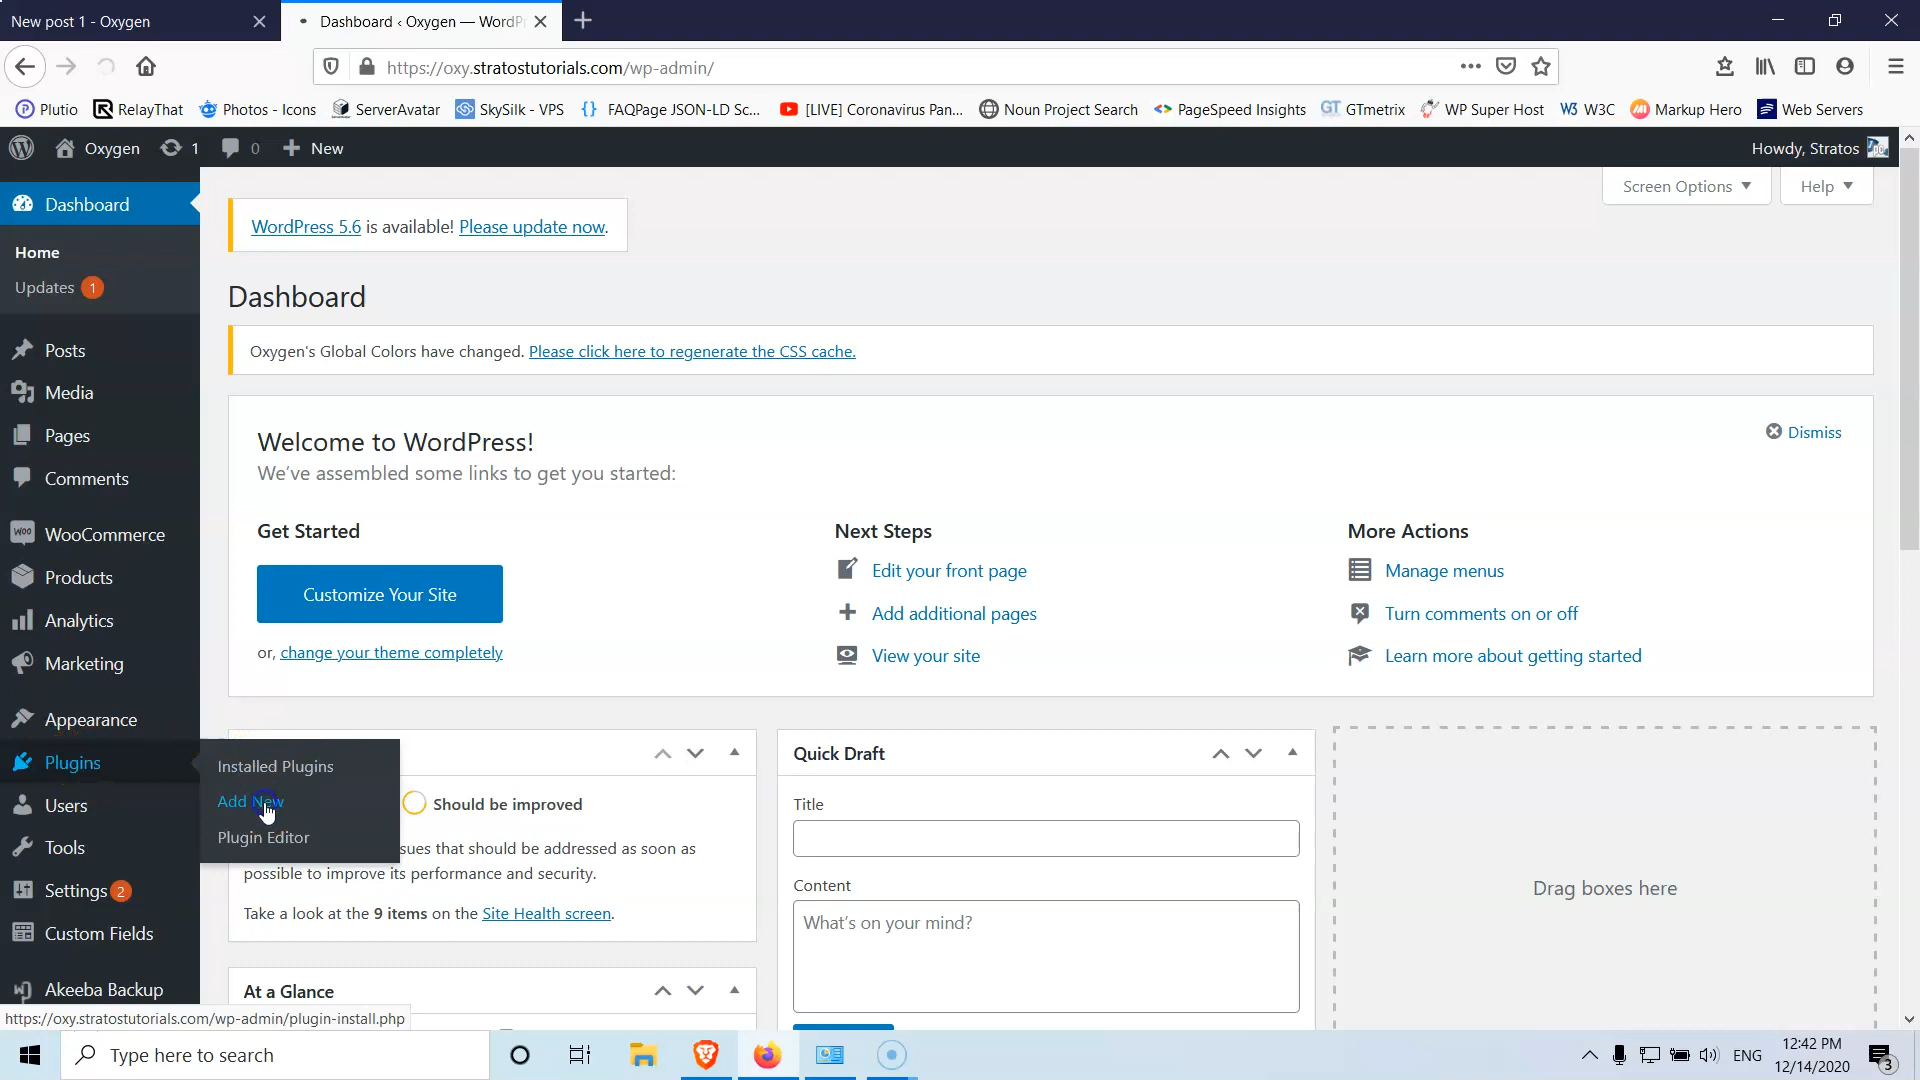 New post 1 - Oxygen
Dashboard ‹ Oxygen — WordP
https://oxy.stratostutorials.com/wp-admin/
Plutio RelayThat Photos - Icons ServerAvatar SkySilk - VPS FAQPage JSON-LD Sc... [LIVE] Coronavirus Pan... Noun Project Search PageSpeed Insights GTmetrix WP Super Host W3C Markup Hero Web Servers
Oxygen 1 0 New Howdy, Stratos
Screen Options Help
Dashboard
Home
Updates 1
Posts
Media
Pages
Comments
WooCommerce
Products
Analytics
Marketing
Appearance
Plugins
Users
Tools
Settings 2
Custom Fields
Akeeba Backup
Installed Plugins
Add New
Plugin Editor
WordPress 5.6 is available! Please update now.
Dashboard
Oxygen's Global Colors have changed. Please click here to regenerate the CSS cache.
Welcome to WordPress!
Dismiss
We've assembled some links to get you started:
Get Started
Customize Your Site
or, change your theme completely
Next Steps
Edit your front page
Add additional pages
View your site
More Actions
Manage menus
Turn comments on or off
Learn more about getting started
Should be improved
sues that should be addressed as soon as
possible to improve its performance and security.
Take a look at the 9 items on the Site Health screen.
At a Glance
Quick Draft
Title
Content
What's on your mind?
Drag boxes here
https://oxy.stratostutorials.com/wp-admin/plugin-install.php
Type here to search
ENG
12:42 PM
12/14/2020
3